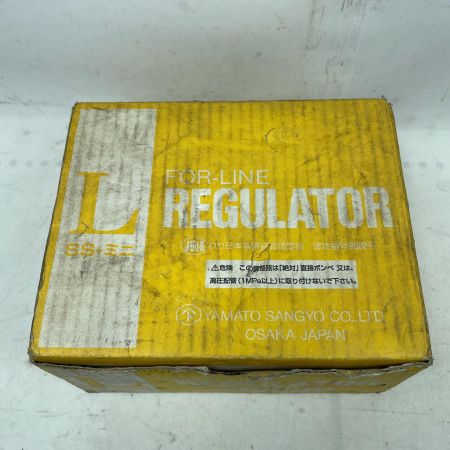 L
SSミニ
FOR-LINE
REGULATOR
⚠危険 この調整器は「絶対」直接ボンベ又は、
高圧配管(1MPa以上)に取り付けないで下さい。
YAMATO SANGYO CO.,LTD.
OSAKA JAPAN